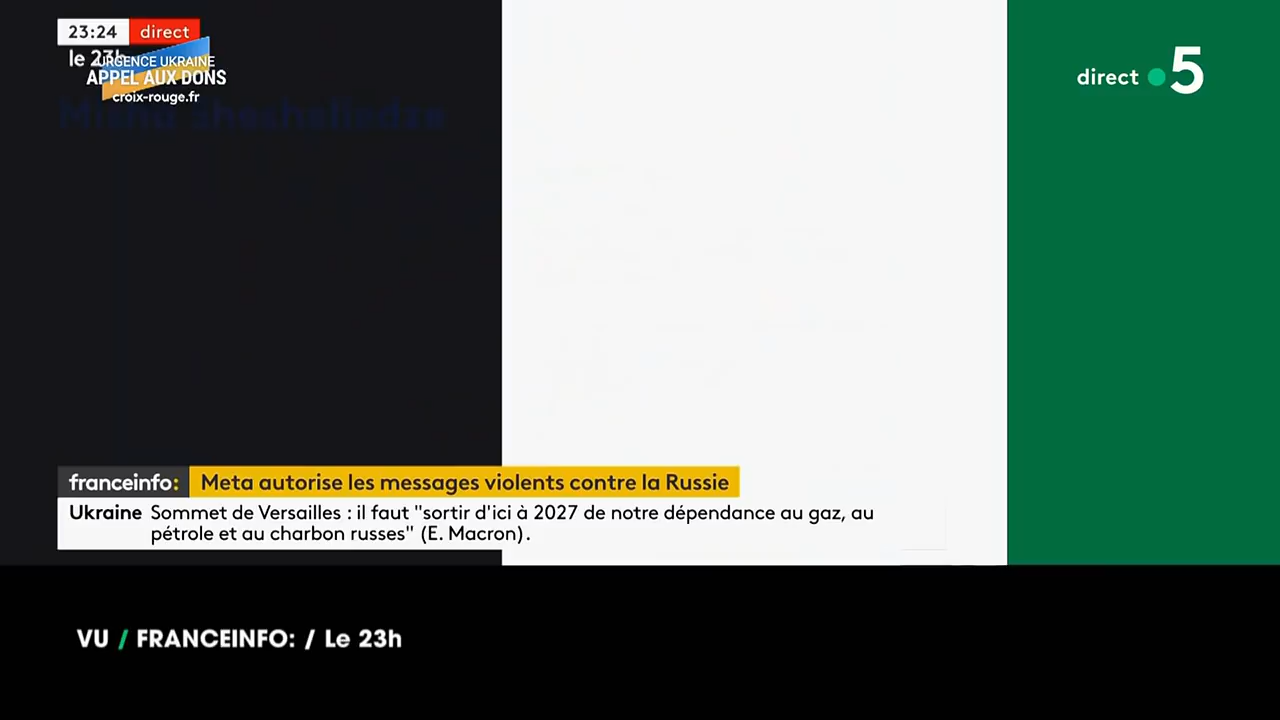 23:24 direct
le 23h
URGENCE UKRAINE
APPEL AUX DONS
croix-rouge.fr
direct 5
franceinfo: Meta autorise les messages violents contre la Russie
Ukraine Sommet de Versailles : il faut "sortir d'ici à 2027 de notre dépendance au gaz, au
pétrole et au charbon russes" (E. Macron).
VU / FRANCEINFO: / Le 23h